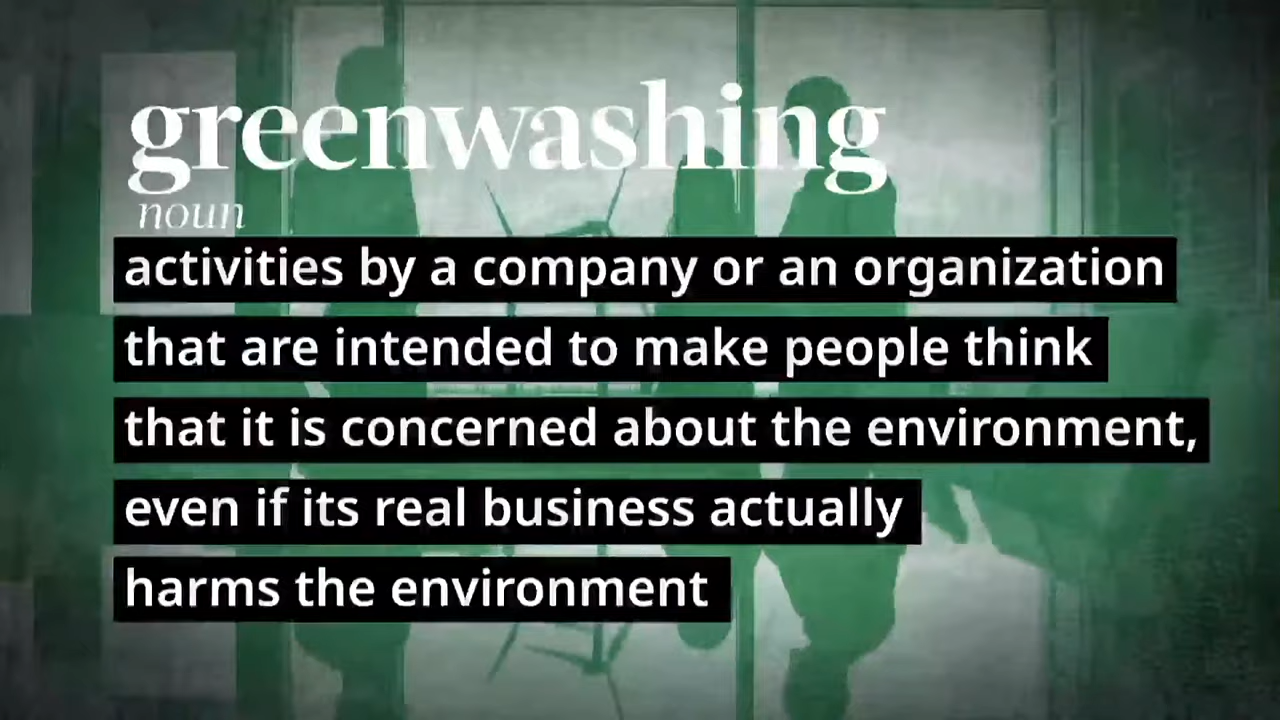 greenwashing
noun
activities by a company or an organization
that are intended to make people think
that it is concerned about the environment,
even if its real business actually
harms the environment